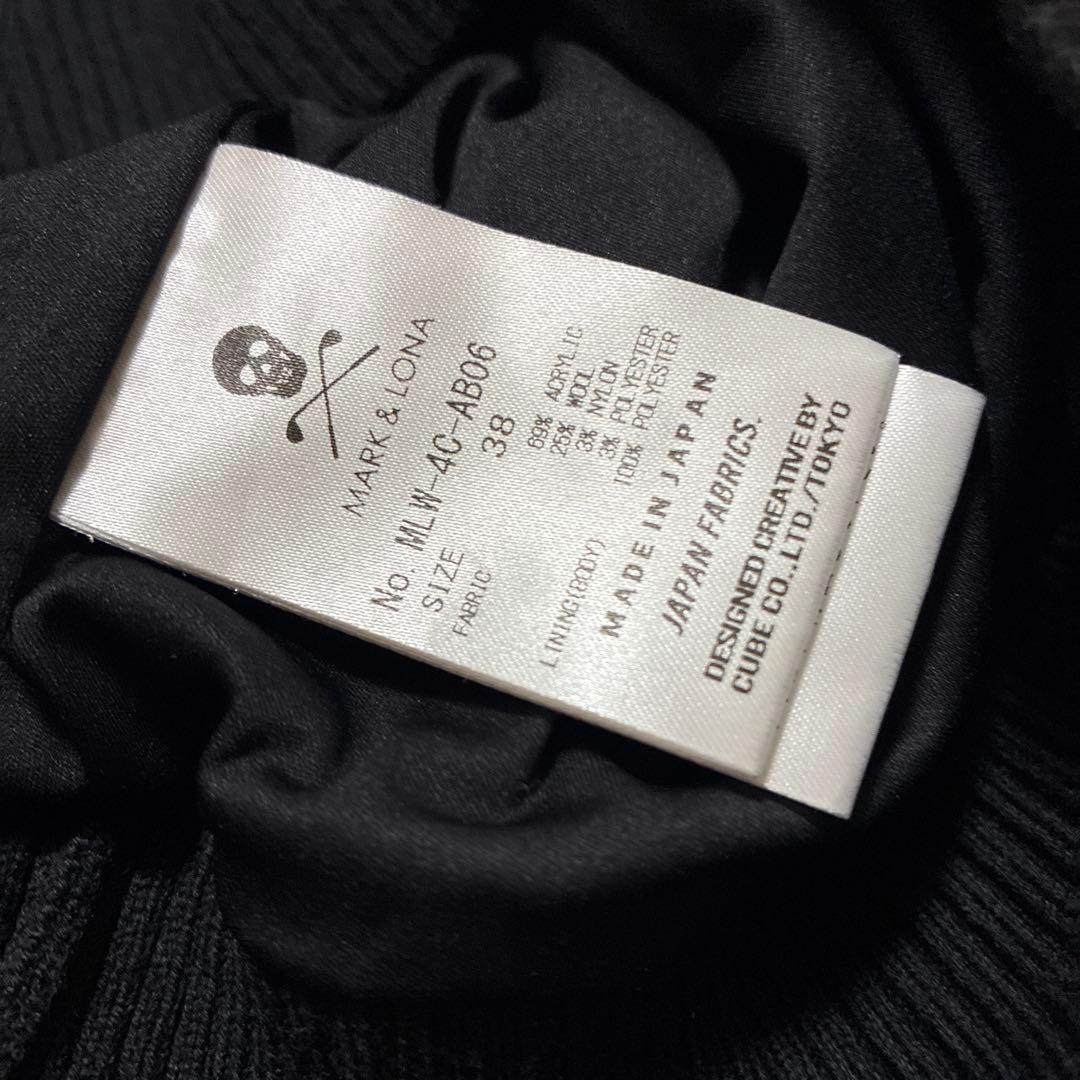 MARK & LONA
No. MLW-4C-AB06
SIZE 38
FABRIC 69% ACRYLIC
25% WOOL
3% NYLON
3% POLYESTER
LINING(BODY) 100% POLYESTER
MADE IN JAPAN
JAPAN FABRICS.
DESIGNED CREATIVE BY
CUBE CO.,LTD./TOKYO